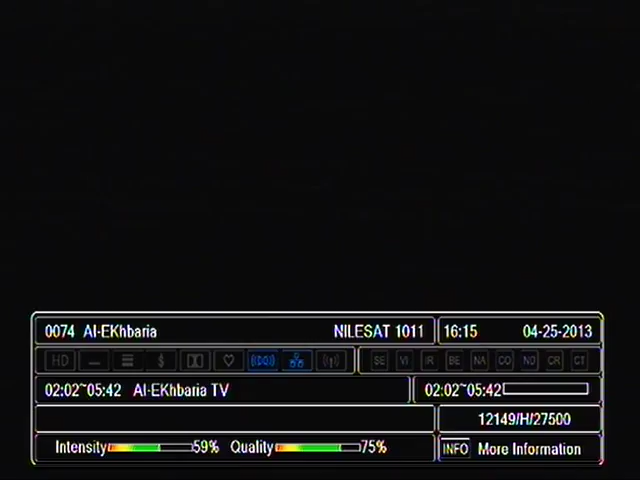 0074 Al-EKhbaria NILESAT 1011 16:15 04-25-2013
HD $ ((DQ)) SE VI IR BE NA CO ND CR CT
02:02~05:42 Al-EKhbaria TV 02:02~05:42
12149/H/27500
Intensity 59% Quality 75% INFO More Information